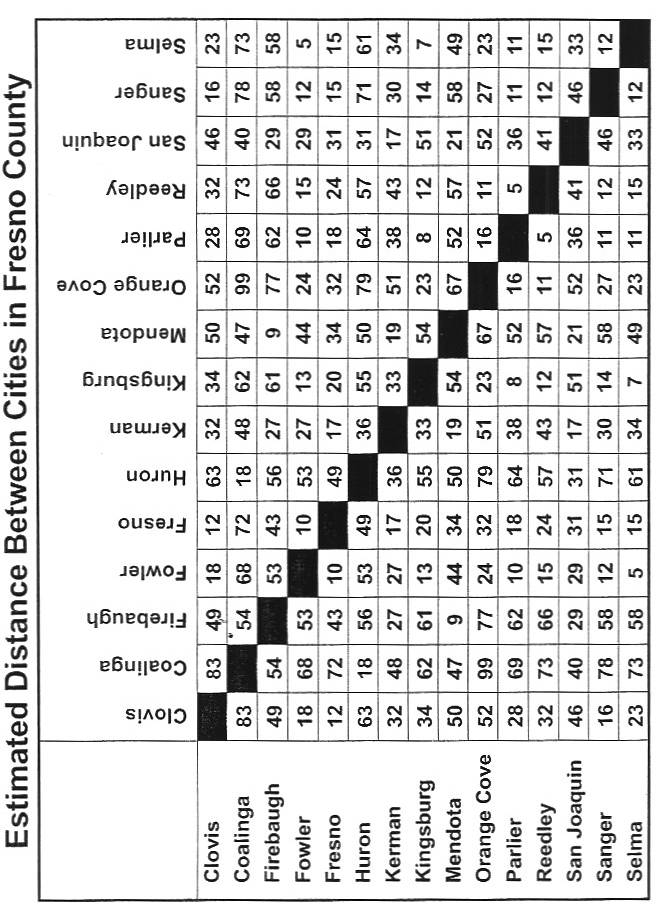 Estimated Distance Between Cities in Fresno County
Clovis Coalinga Firebaugh Fowler Fresno Huron Kerman Kingsburg Mendota Orange Cove Parlier Reedley San Joaquin Sanger Selma
Clovis 83 49 18 12 63 32 34 50 52 28 32 46 16 23
Coalinga 83 54 68 72 18 48 62 47 99 69 73 40 78 73
Firebaugh 49 54 53 43 56 27 61 9 77 62 66 29 58 58
Fowler 18 68 53 10 53 27 13 44 24 10 15 29 12 5
Fresno 12 72 43 10 49 17 20 34 32 18 24 31 15 15
Huron 63 18 56 53 49 36 55 50 79 64 57 31 71 61
Kerman 32 48 27 27 17 36 33 19 51 38 43 17 30 34
Kingsburg 34 62 61 13 20 55 33 54 23 8 12 51 14 7
Mendota 50 47 9 44 34 50 19 54 67 52 57 21 58 49
Orange Cove 52 99 77 24 32 79 51 23 67 16 11 52 27 23
Parlier 28 69 62 10 18 64 38 8 52 16 5 36 11 11
Reedley 32 73 66 15 24 57 43 12 57 11 5 41 12 15
San Joaquin 46 40 29 29 31 31 17 51 21 52 36 41 46 33
Sanger 16 78 58 12 15 71 30 14 58 27 11 12 46 12
Selma 23 73 58 5 15 61 34 7 49 23 11 15 33 12